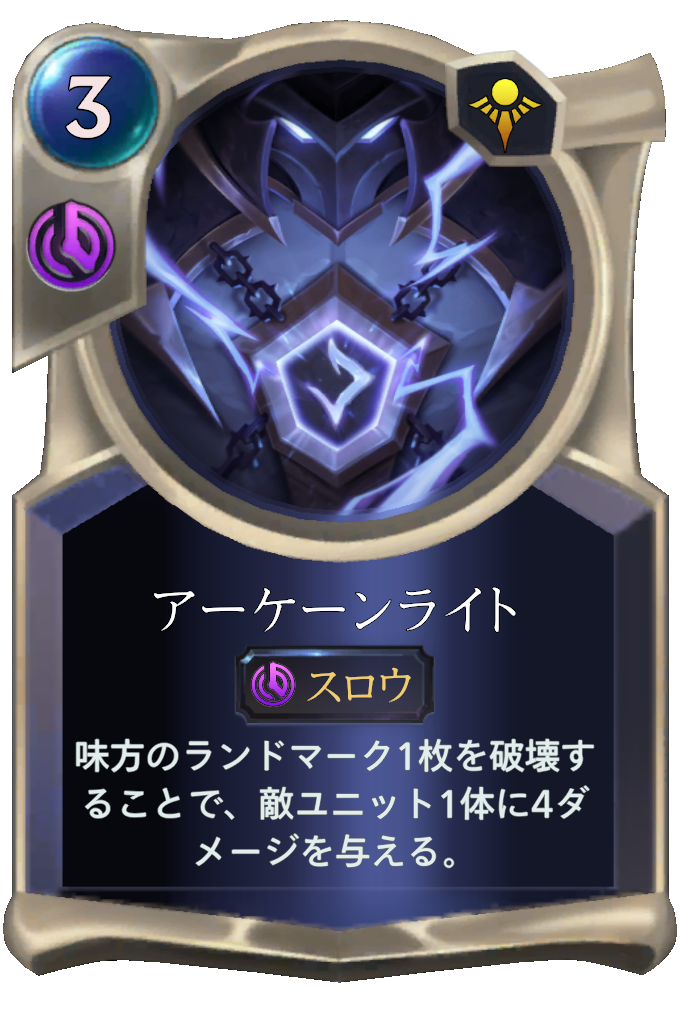 3
アーケーンライト
スロウ
味方のランドマーク1枚を破壊す
ることで、敵ユニット1体に4ダ
メージを与える。